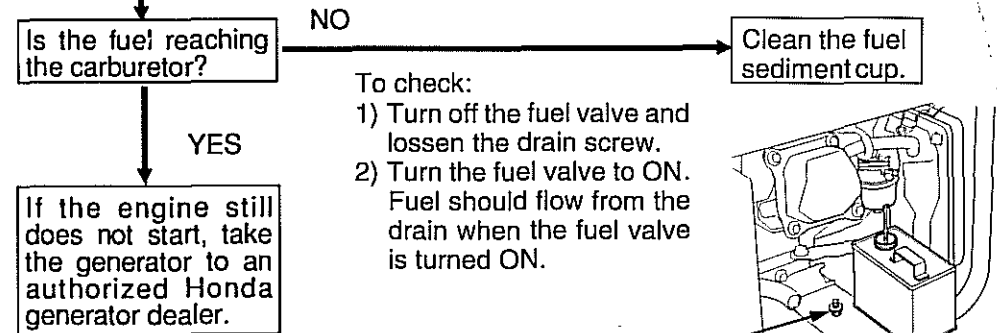 NO
Is the fuel reaching
the carburetor?
Clean the fuel
sediment cup.
To check:
1) Turn off the fuel valve and
lossen the drain screw.
2) Turn the fuel valve to ON.
Fuel should flow from the
drain when the fuel valve
is turned ON.
YES
If the engine still
does not start, take
the generator to an
authorized Honda
generator dealer.